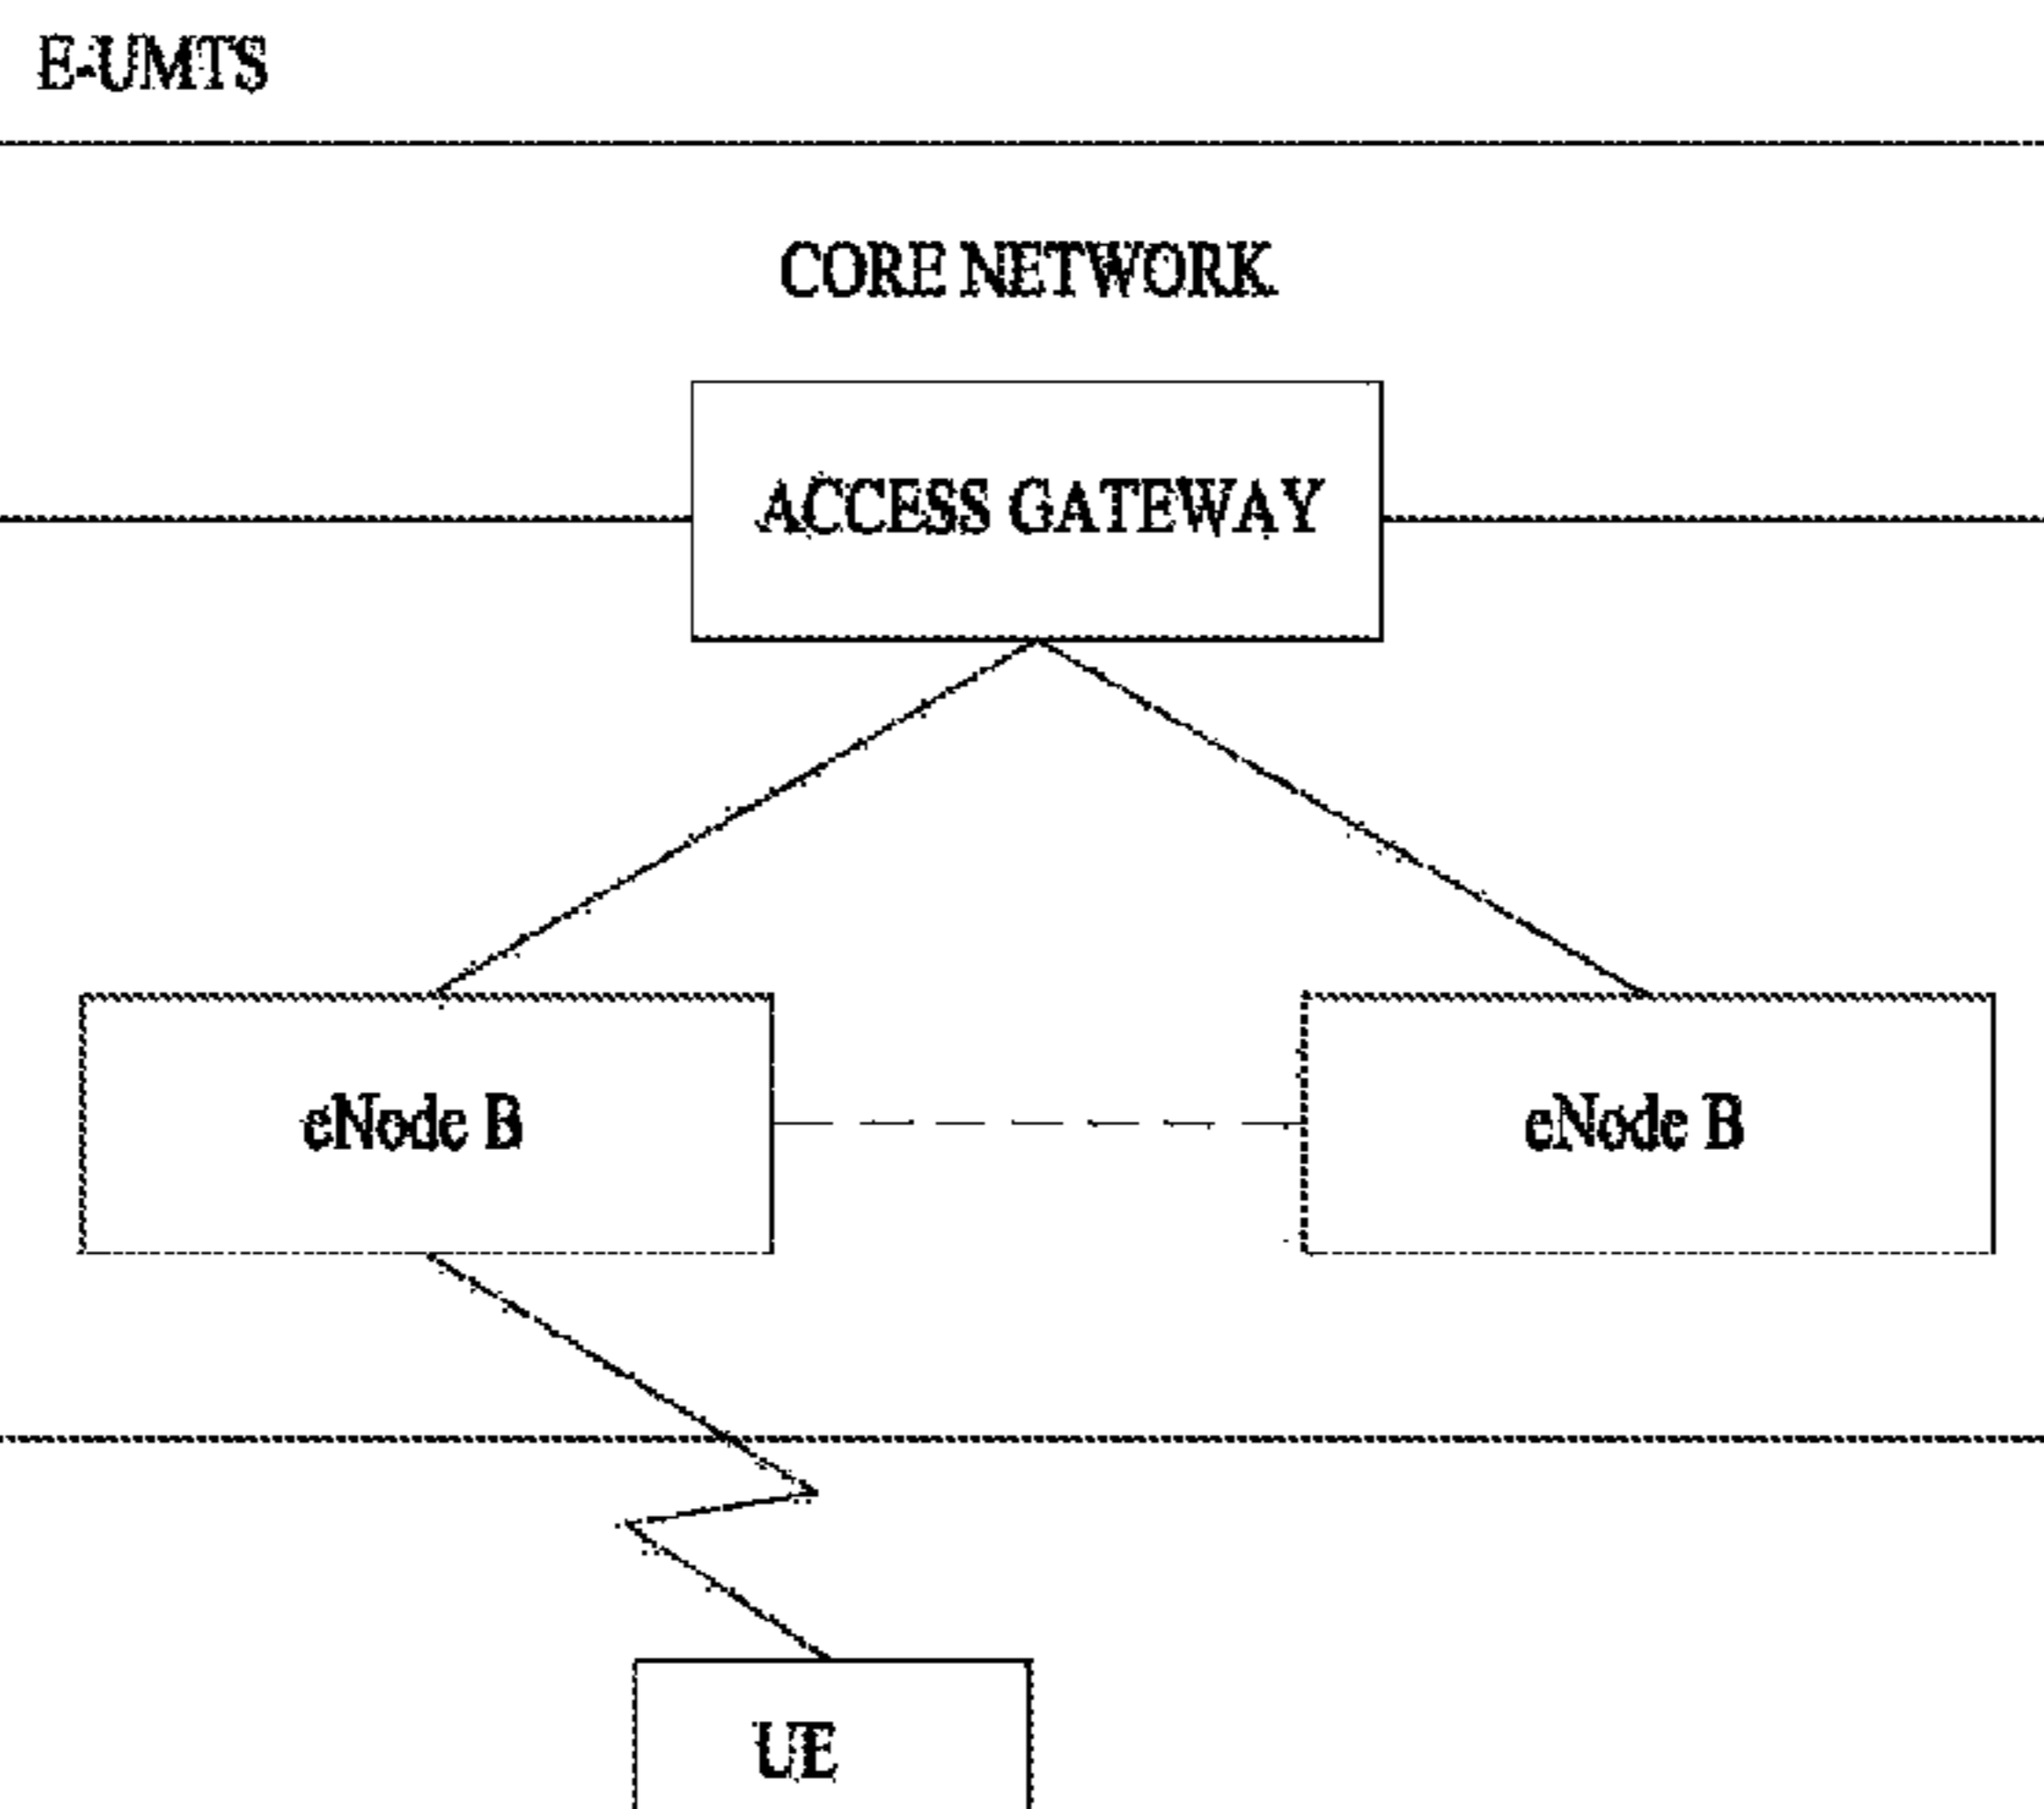 E-UMTS
CORE NETWORK
ACCESS GATEWAY
eNode B
eNode B
UE